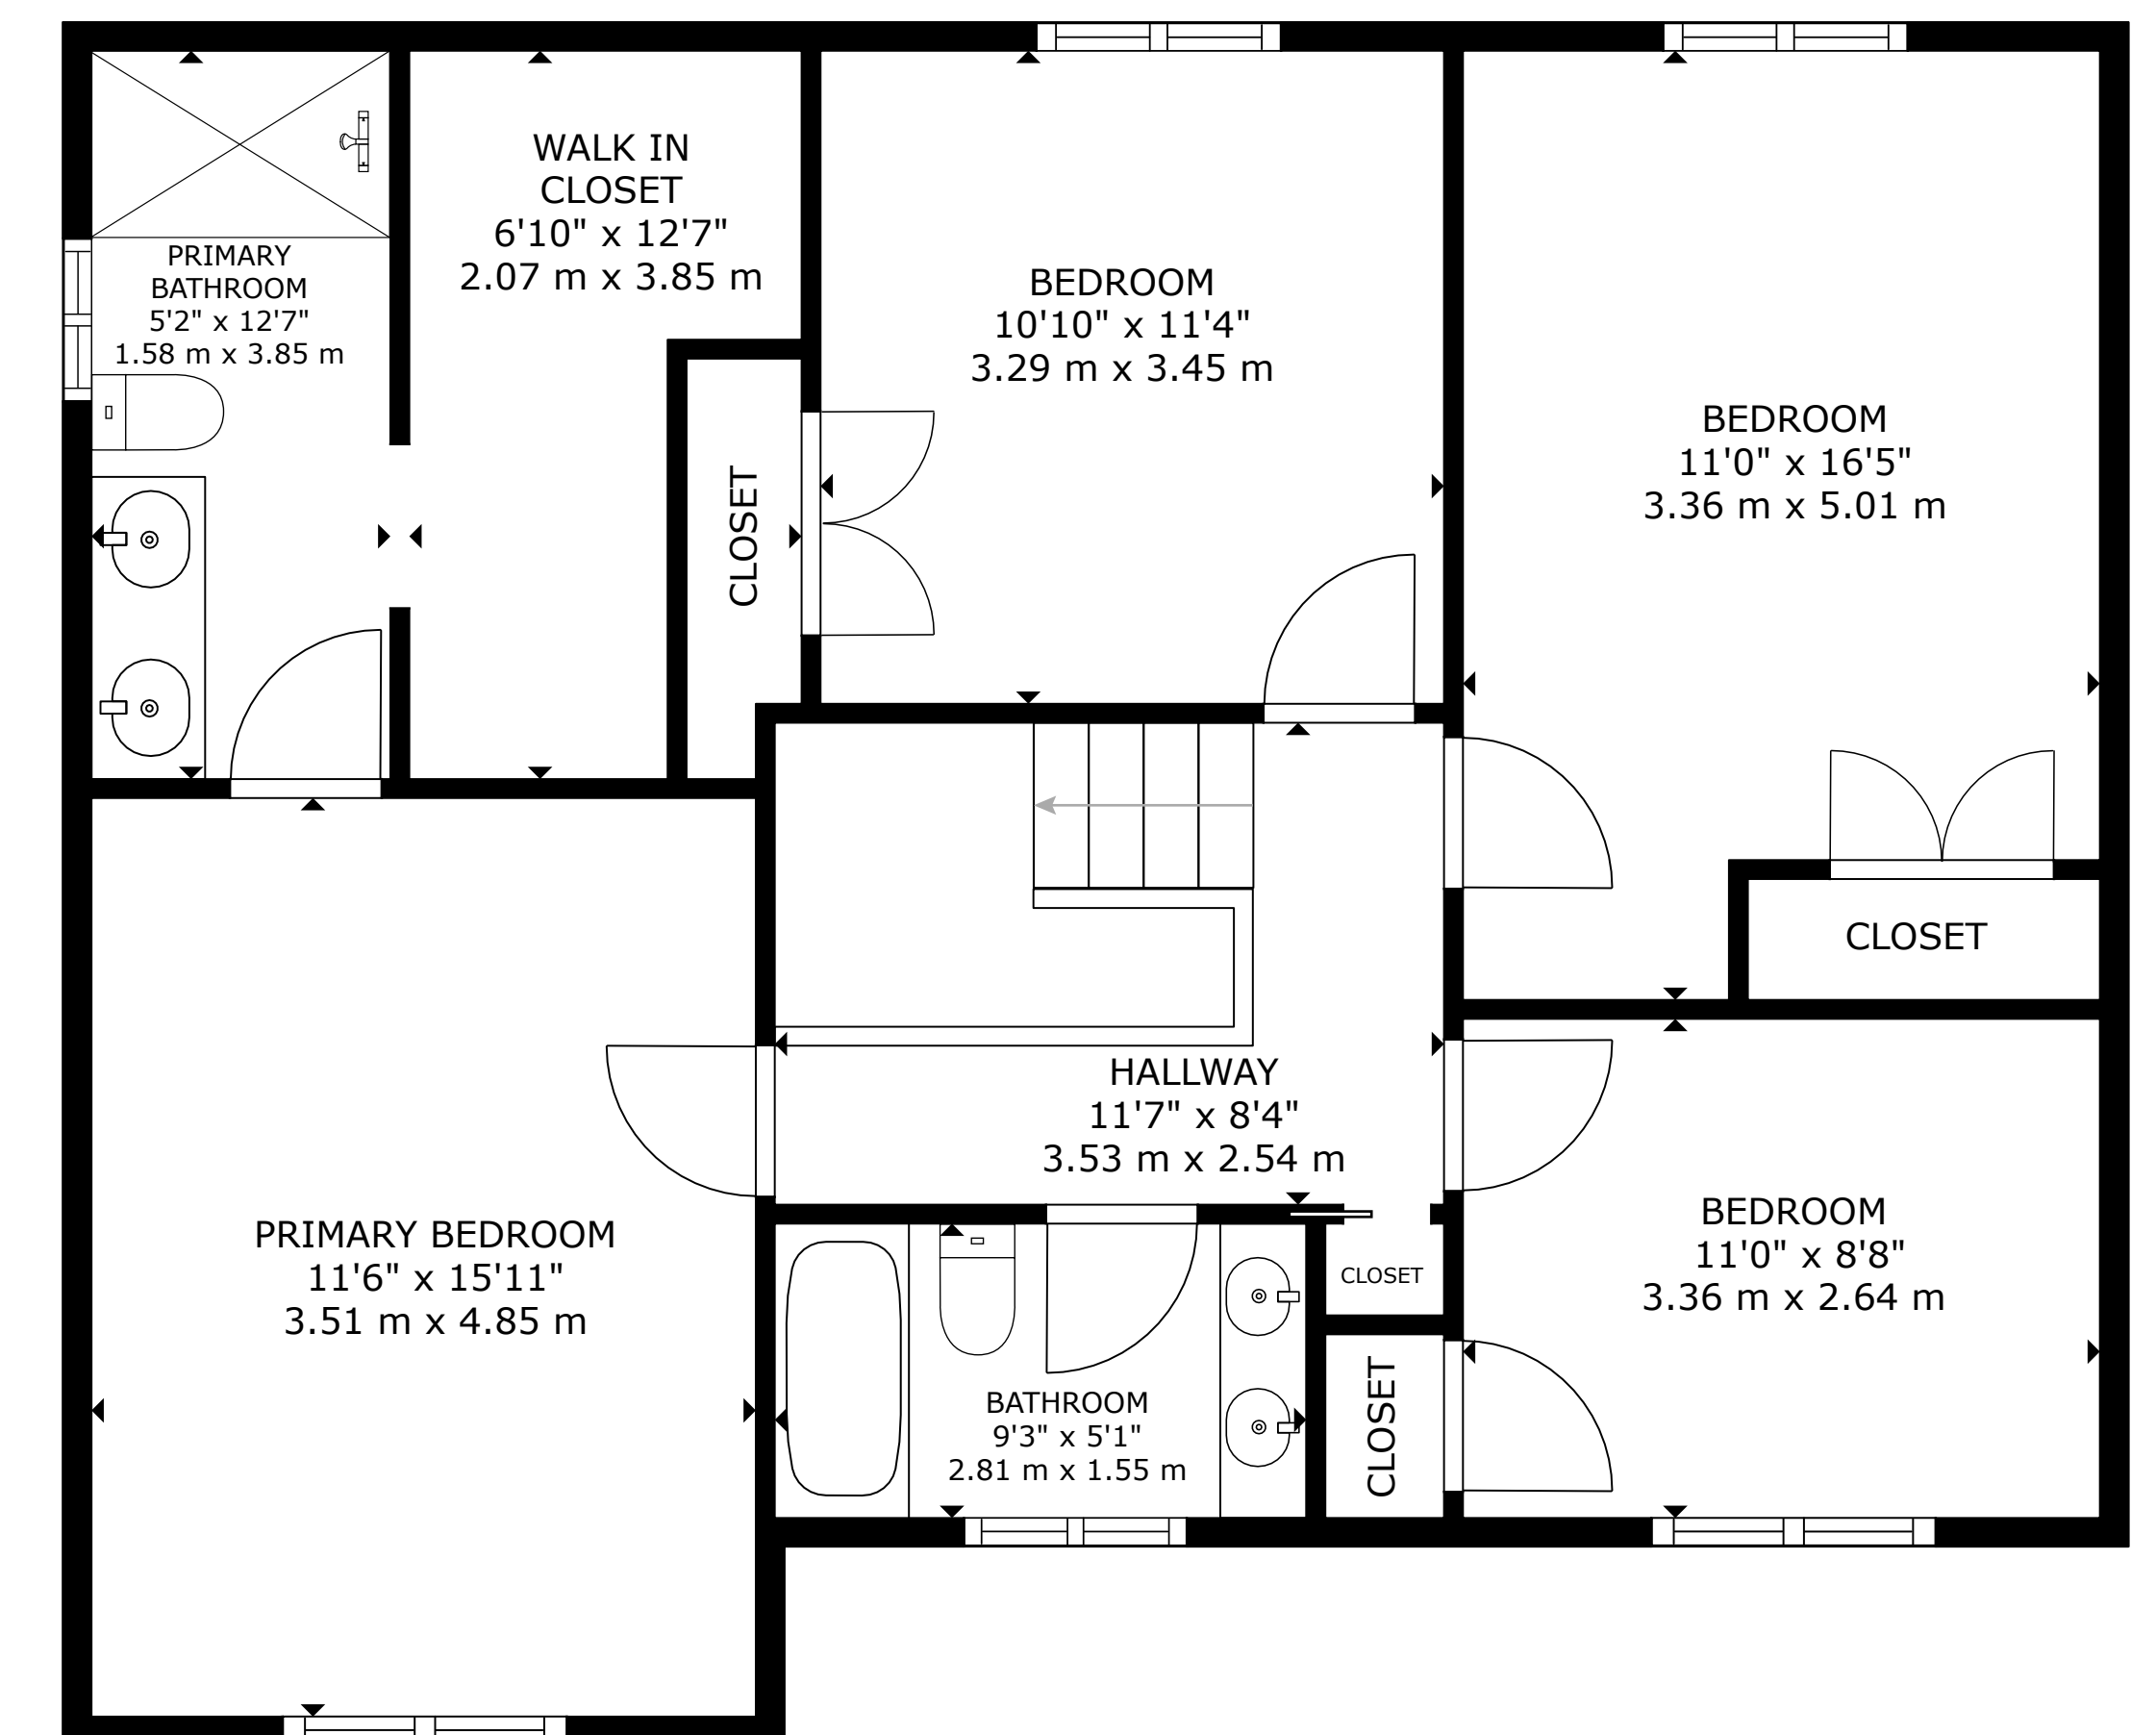 WALK IN
CLOSET
6'10" x 12'7"
2.07 m x 3.85 m
PRIMARY
BATHROOM
5'2" x 12'7"
1.58 m x 3.85 m
BEDROOM
10'10" x 11'4"
3.29 m x 3.45 m
BEDROOM
11'0" x 16'5"
3.36 m x 5.01 m
CLOSET
CLOSET
HALLWAY
11'7" x 8'4"
3.53 m x 2.54 m
PRIMARY BEDROOM
11'6" x 15'11"
3.51 m x 4.85 m
BEDROOM
11'0" x 8'8"
3.36 m x 2.64 m
CLOSET
BATHROOM
9'3" x 5'1"
2.81 m x 1.55 m
CLOSET